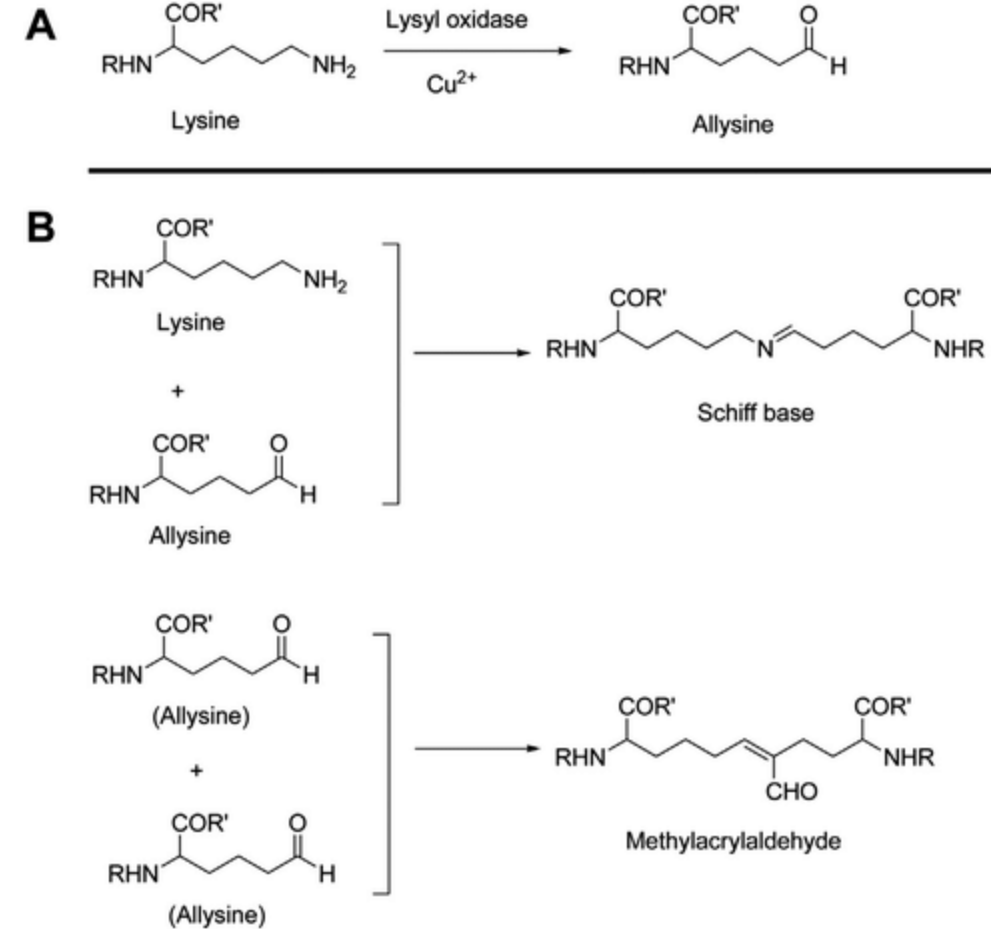 A
COR'
RHN
NH2
Lysine
Lysyl oxidase
Cu2+
COR'
O
RHN
H
Allysine
B
COR'
RHN
NH2
Lysine
+
COR'
O
RHN
H
Allysine
COR'
COR'
RHN
N
NHR
Schiff base
COR'
O
RHN
H
(Allysine)
+
COR'
O
RHN
H
(Allysine)
COR'
COR'
RHN
NHR
CHO
Methylacrylaldehyde